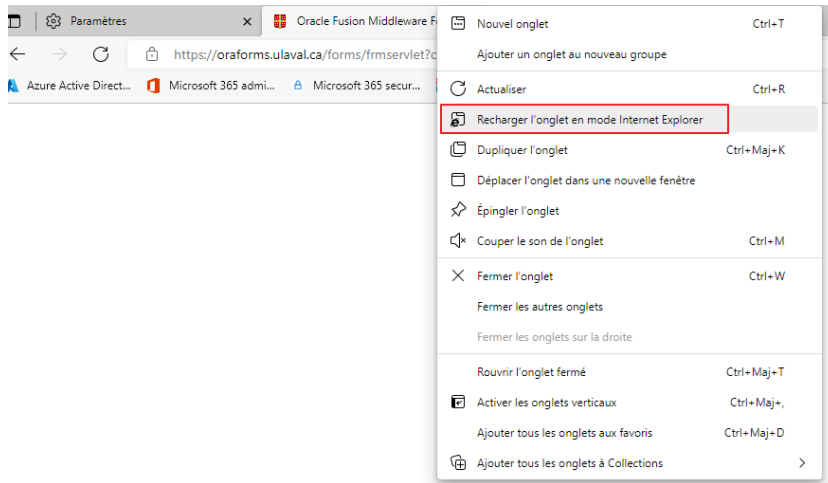 Paramètres
Oracle Fusion Middleware F
https://oraforms.ulaval.ca/forms/frmservlet?c
Azure Active Direct...
Microsoft 365 admi...
Microsoft 365 secur...
Nouvel onglet Ctrl+T
Ajouter un onglet au nouveau groupe
Actualiser Ctrl+R
Recharger l'onglet en mode Internet Explorer
Dupliquer l'onglet Ctrl+Maj+K
Déplacer l'onglet dans une nouvelle fenêtre
Épingler l'onglet
Couper le son de l'onglet Ctrl+M
Fermer l'onglet Ctrl+W
Fermer les autres onglets
Fermer les onglets sur la droite
Rouvrir l'onglet fermé Ctrl+Maj+T
Activer les onglets verticaux Ctrl+Maj+,
Ajouter tous les onglets aux favoris Ctrl+Maj+D
Ajouter tous les onglets à Collections